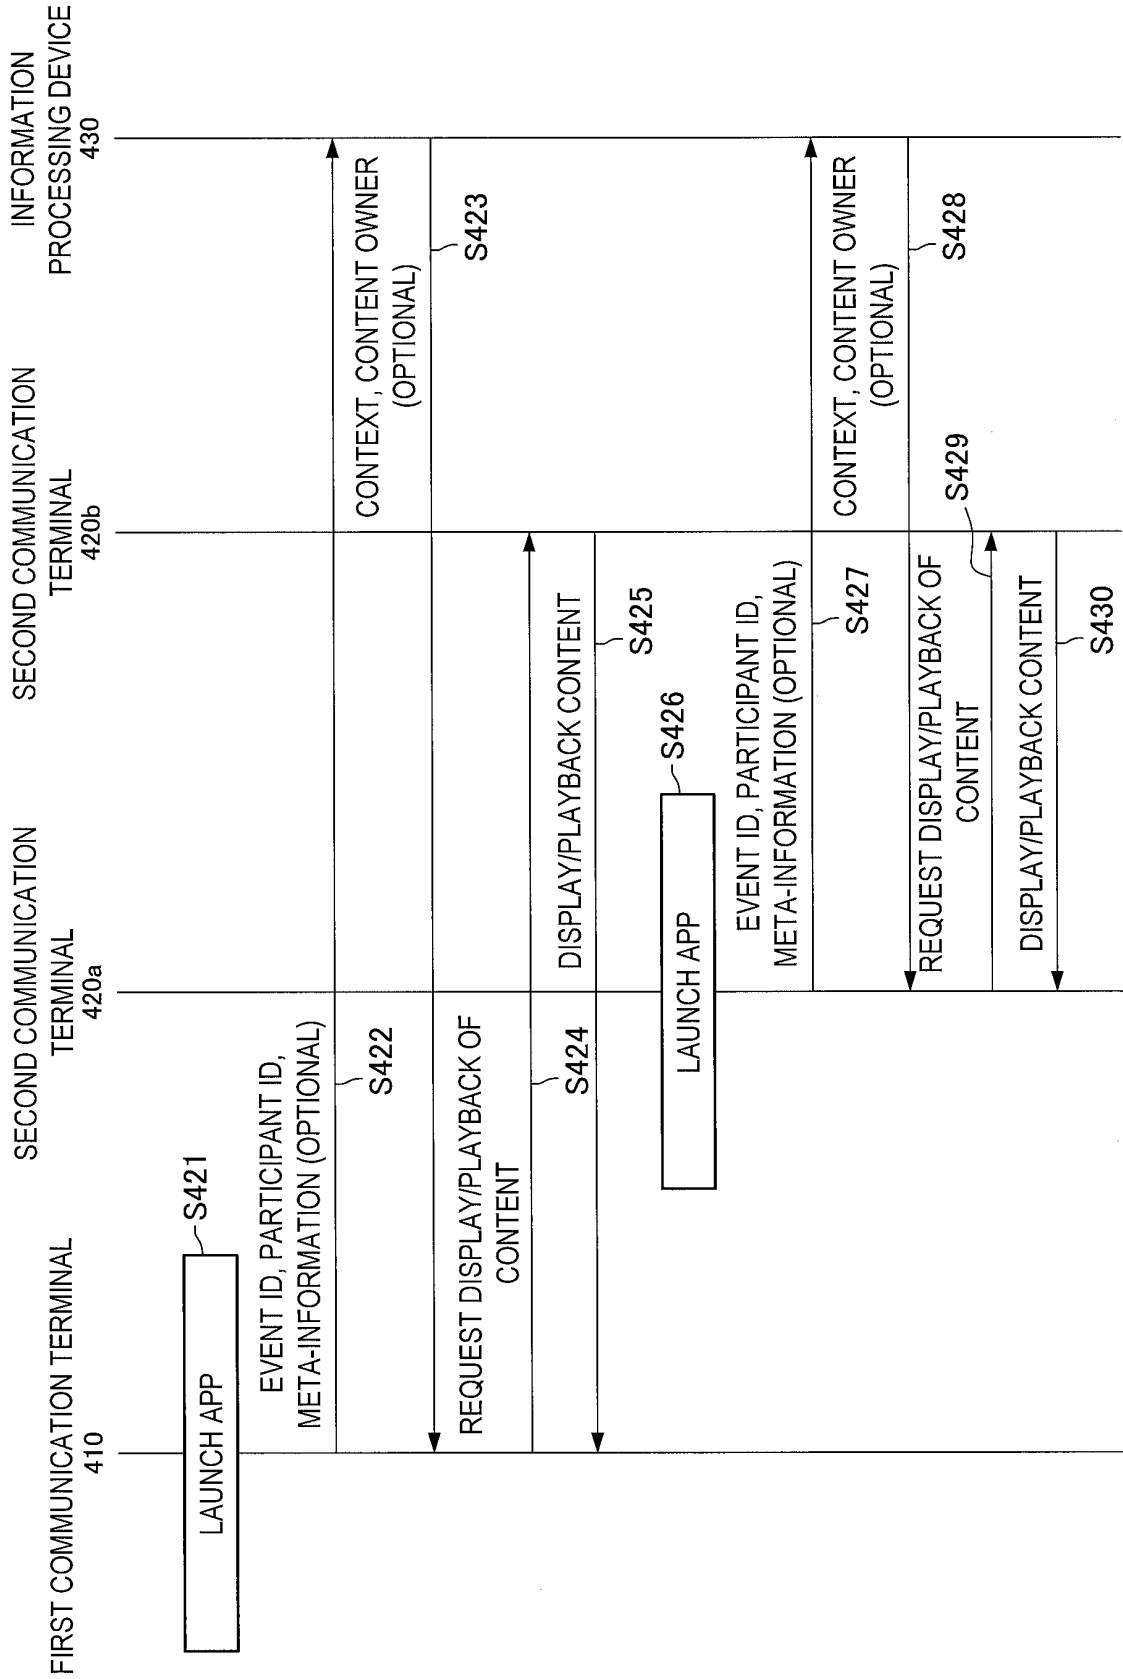 FIRST COMMUNICATION TERMINAL
410
SECOND COMMUNICATION
TERMINAL
420a
SECOND COMMUNICATION
TERMINAL
420b
INFORMATION
PROCESSING DEVICE
430
LAUNCH APP
S421
EVENT ID, PARTICIPANT ID,
META-INFORMATION (OPTIONAL)
S422
CONTEXT, CONTENT OWNER
(OPTIONAL)
S423
REQUEST DISPLAY/PLAYBACK OF
CONTENT
S424
DISPLAY/PLAYBACK CONTENT
S425
LAUNCH APP
S426
EVENT ID, PARTICIPANT ID,
META-INFORMATION (OPTIONAL)
S427
CONTEXT, CONTENT OWNER
(OPTIONAL)
S428
REQUEST DISPLAY/PLAYBACK OF
CONTENT
S429
DISPLAY/PLAYBACK CONTENT
S430